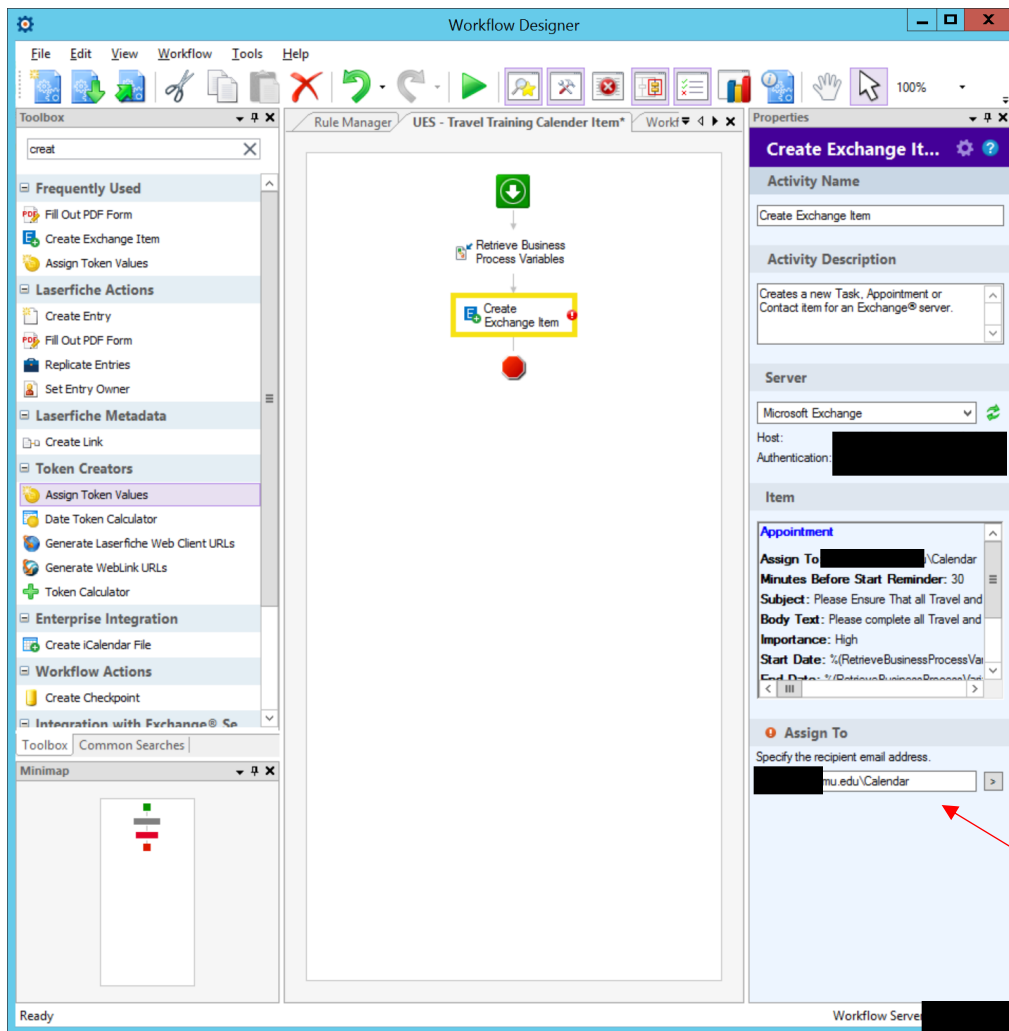 Workflow Designer
File Edit View Workflow Tools Help
100%
Toolbox
creat
Frequently Used
Fill Out PDF Form
Create Exchange Item
Assign Token Values
Laserfiche Actions
Create Entry
Fill Out PDF Form
Replicate Entries
Set Entry Owner
Laserfiche Metadata
Create Link
Token Creators
Assign Token Values
Date Token Calculator
Generate Laserfiche Web Client URLs
Generate WebLink URLs
Token Calculator
Enterprise Integration
Create iCalendar File
Workflow Actions
Create Checkpoint
Integration with Exchange® Se
Toolbox Common Searches
Minimap
Ready
Rule Manager UES - Travel Training Calender Item* Workf
Retrieve Business
Process Variables
Create
Exchange Item
Properties
Create Exchange It...
Activity Name
Create Exchange Item
Activity Description
Creates a new Task, Appointment or
Contact item for an Exchange® server.
Server
Microsoft Exchange
Host:
Authentication:
Item
Appointment
Assign To \Calendar
Minutes Before Start Reminder: 30
Subject: Please Ensure That all Travel and
Body Text: Please complete all Travel and
Importance: High
Start Date: %(RetrieveBusinessProcessVar
End Date: %(RetrieveBusinessProcessVari
Assign To
Specify the recipient email address.
mu.edu\Calendar
Workflow Server